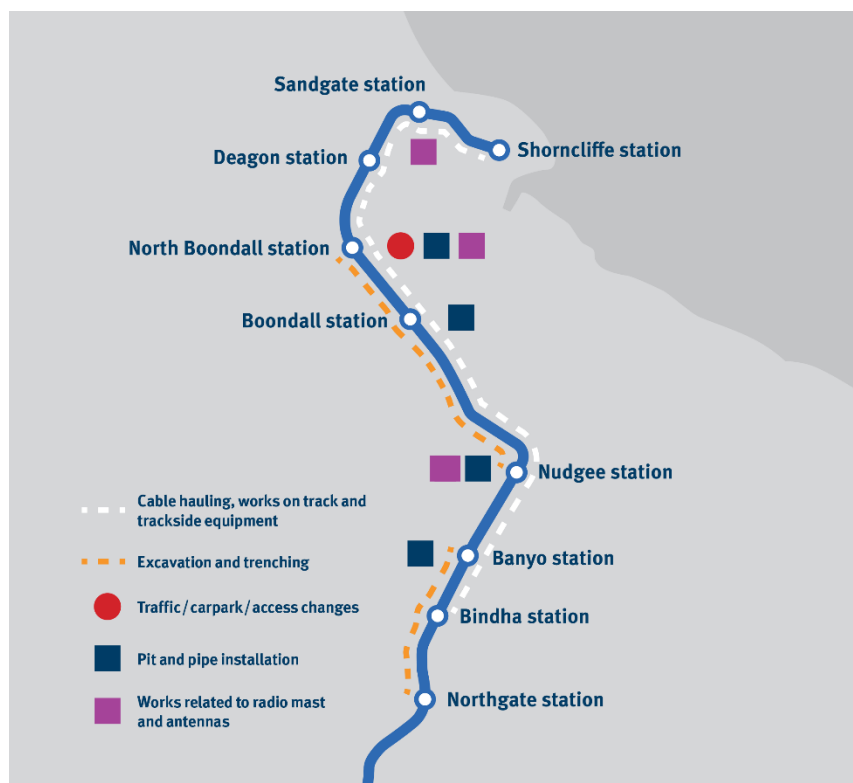 Sandgate station
Shorncliffe station
Deagon station
North Boondall station
Boondall station
Nudgee station
Cable hauling, works on track and
trackside equipment
Banyo station
Excavation and trenching
Traffic/carpark/access changes
Bindha station
Pit and pipe installation
Northgate station
Works related to radio mast
and antennas